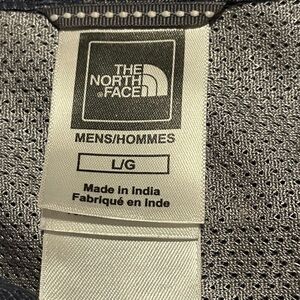 THE
NORTH
FACE
MENS/HOMMES
L/G
Made in India
Fabriqué en Inde